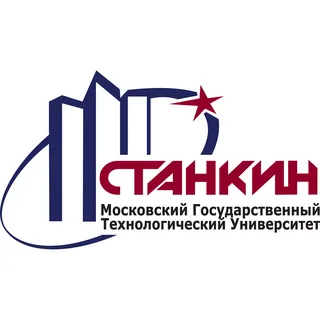 СТАНКИН
Московский Государственный
Технологический Университет